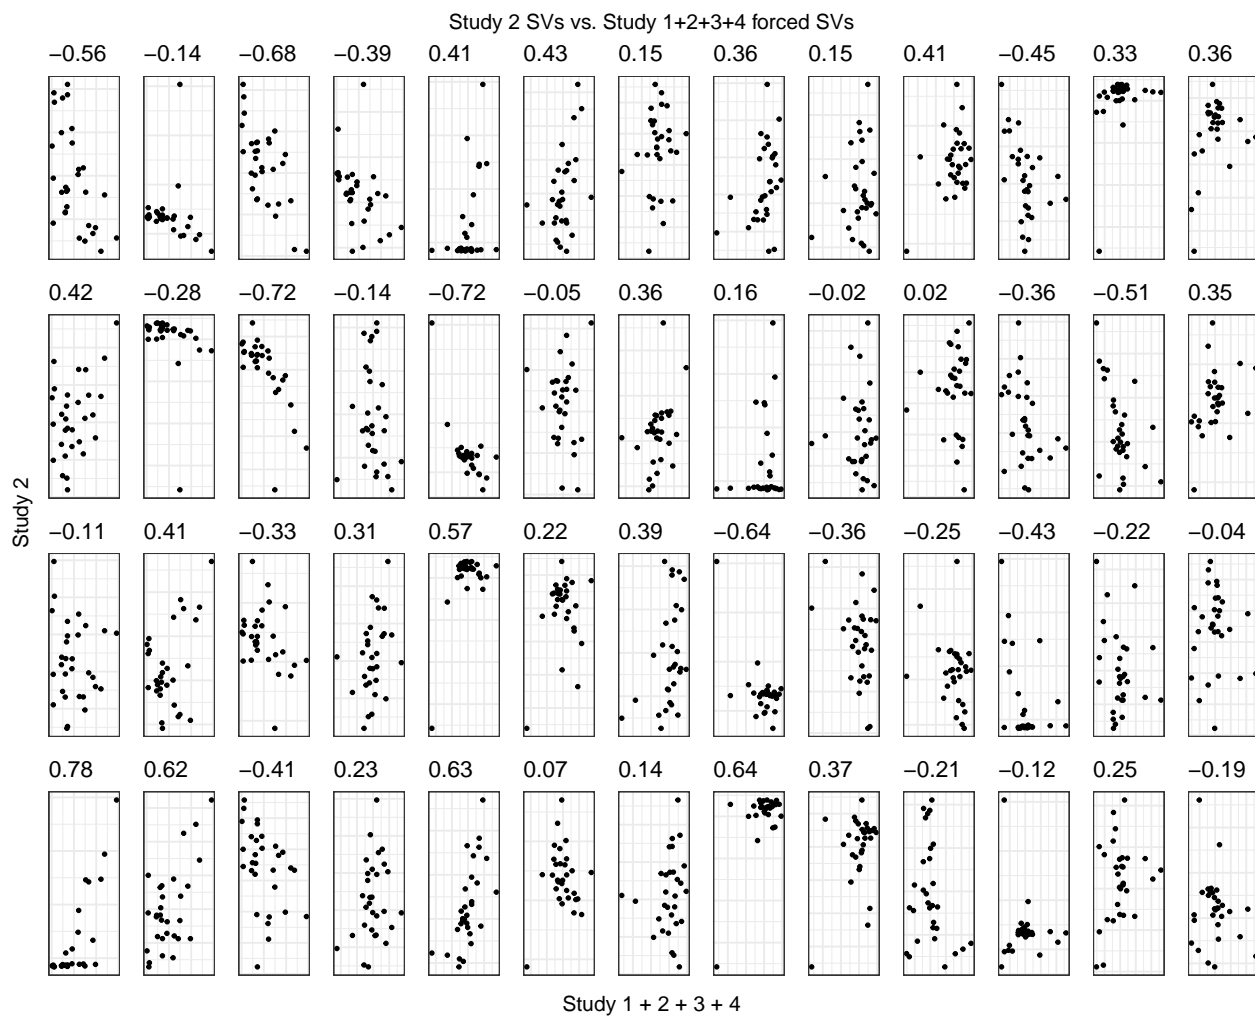 Study 2 SVs vs. Study 1+2+3+4 forced SVs
−0.56 −0.14 −0.68 −0.39 0.41 0.43 0.15 0.36 0.15 0.41 −0.45 0.33 0.36
0.42 −0.28 −0.72 −0.14 −0.72 −0.05 0.36 0.16 −0.02 0.02 −0.36 −0.51 0.35
Study 2
−0.11 0.41 −0.33 0.31 0.57 0.22 0.39 −0.64 −0.36 −0.25 −0.43 −0.22 −0.04
0.78 0.62 −0.41 0.23 0.63 0.07 0.14 0.64 0.37 −0.21 −0.12 0.25 −0.19
Study 1 + 2 + 3 + 4